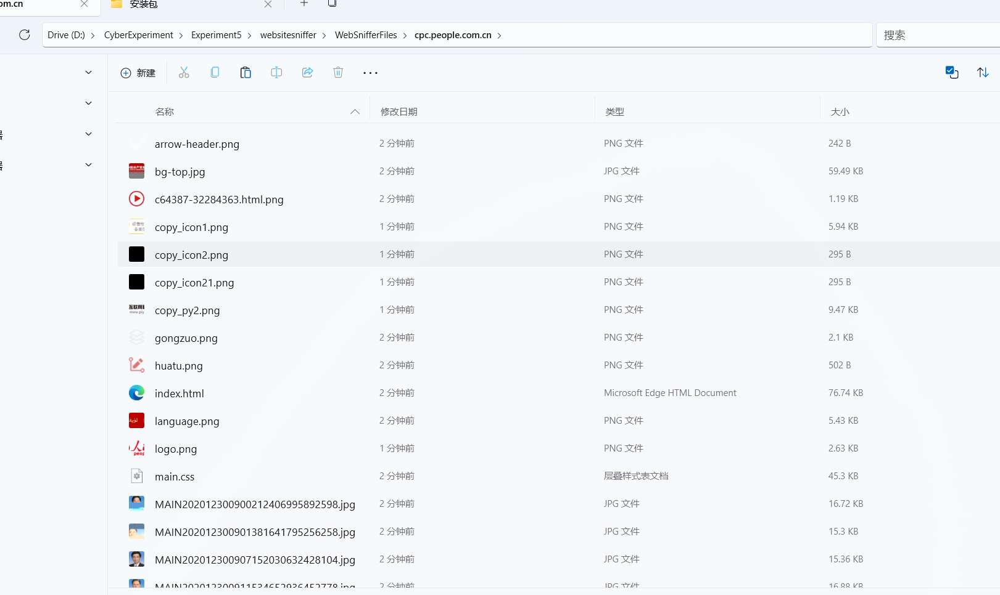 om.cn
安装包
Drive (D:) > CyberExperiment > Experiment5 > websitesniffer > WebSnifferFiles > cpc.people.com.cn >
搜索
新建
名称 修改日期 类型 大小
arrow-header.png 2 分钟前 PNG 文件 242 B
bg-top.jpg 2 分钟前 JPG 文件 59.49 KB
c64387-32284363.html.png 2 分钟前 PNG 文件 1.19 KB
copy_icon1.png 1 分钟前 PNG 文件 5.94 KB
copy_icon2.png 1 分钟前 PNG 文件 295 B
copy_icon21.png 1 分钟前 PNG 文件 295 B
copy_py2.png 1 分钟前 PNG 文件 9.47 KB
gongzuo.png 2 分钟前 PNG 文件 2.1 KB
huatu.png 2 分钟前 PNG 文件 502 B
index.html 2 分钟前 Microsoft Edge HTML Document 76.74 KB
language.png 2 分钟前 PNG 文件 5.43 KB
logo.png 1 分钟前 PNG 文件 2.63 KB
main.css 2 分钟前 层叠样式表文档 45.3 KB
MAIN202012300900212406995892598.jpg 2 分钟前 JPG 文件 16.72 KB
MAIN202012300901381641795256258.jpg 2 分钟前 JPG 文件 15.3 KB
MAIN202012300907152030632428104.jpg 2 分钟前 JPG 文件 15.36 KB
2 分钟前 JPG 文件 16.88 KB